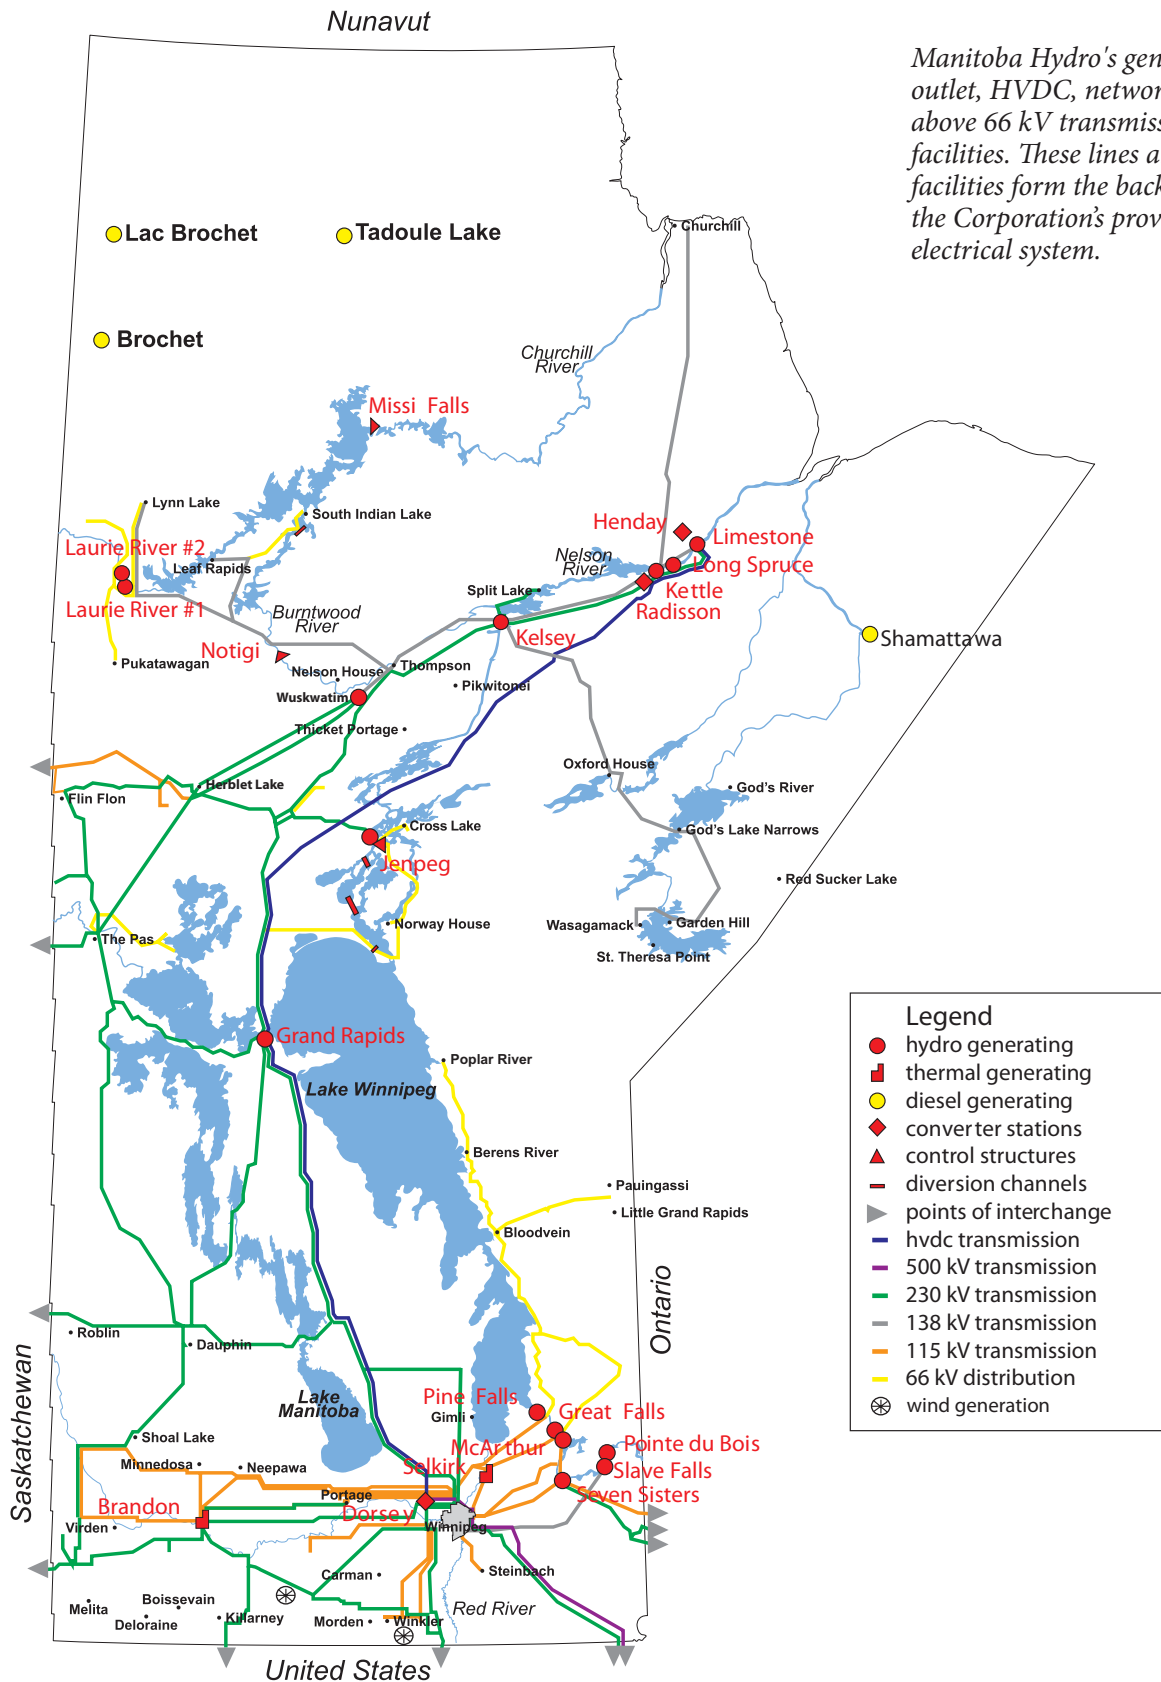 Nunavut
Manitoba Hydro's gen
outlet, HVDC, networ
above 66 kV transmiss
facilities. These lines a
facilities form the back
the Corporation's prov
electrical system.
Churchill
Lac Brochet
Tadoule Lake
Brochet
Churchill
River
Missi Falls
Lynn Lake
South Indian Lake
Henday
Limestone
Laurie River #2
Leaf Rapids
Nelson
River
Long Spruce
Split Lake
Kettle
Radisson
Laurie River #1
Burntwood
River
Kelsey
Shamattawa
Notigi
Pukatawagan
Nelson House
Thompson
Pikwitonei
Wuskwatim
Thicket Portage
Oxford House
Herblet Lake
God's River
Flin Flon
Cross Lake
God's Lake Narrows
Jenpeg
Red Sucker Lake
Norway House
Wasagamack
Garden Hill
The Pas
St. Theresa Point
Grand Rapids
Poplar River
Lake Winnipeg
Berens River
Pauingassi
Little Grand Rapids
Bloodvein
Legend
hydro generating
thermal generating
diesel generating
converter stations
control structures
diversion channels
points of interchange
hvdc transmission
500 kV transmission
230 kV transmission
138 kV transmission
115 kV transmission
66 kV distribution
wind generation
Ontario
Saskatchewan
Roblin
Dauphin
Lake
Manitoba
Pine Falls
Gimli
Great Falls
Shoal Lake
McArthur
Pointe du Bois
Minnedosa
Neepawa
Selkirk
Slave Falls
Seven Sisters
Portage
Brandon
Dorsey
Virden
Winnipeg
Carman
Steinbach
Melita
Boissevain
Deloraine
Killarney
Morden
Winkler
Red River
United States